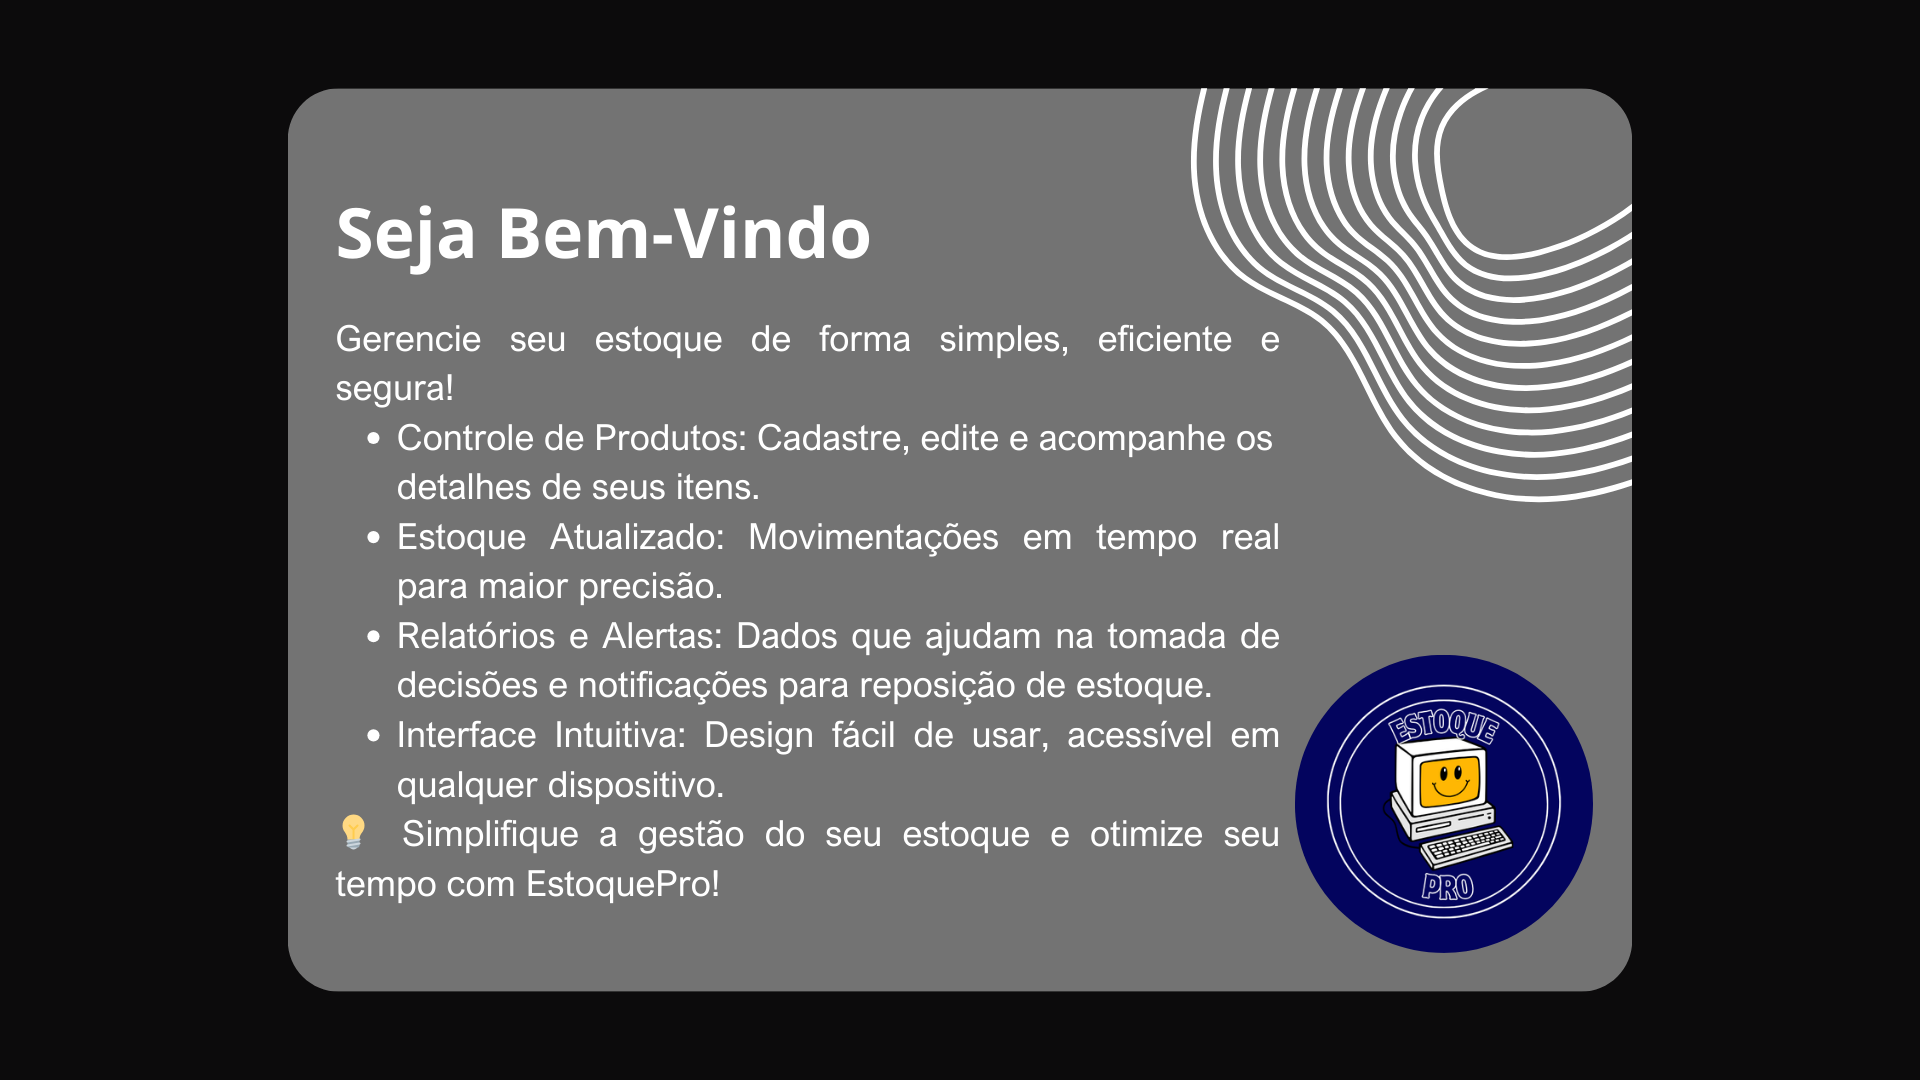 Seja Bem-Vindo
Gerencie seu estoque de forma simples, eficiente e
segura!
• Controle de Produtos: Cadastre, edite e acompanhe os
detalhes de seus itens.
• Estoque Atualizado: Movimentações em tempo real
para maior precisão.
• Relatórios e Alertas: Dados que ajudam na tomada de
decisões e notificações para reposição de estoque.
• Interface Intuitiva: Design fácil de usar, acessível em
qualquer dispositivo.
💡 Simplifique a gestão do seu estoque e otimize seu
tempo com EstoquePro!
ESTOQUE
PRO